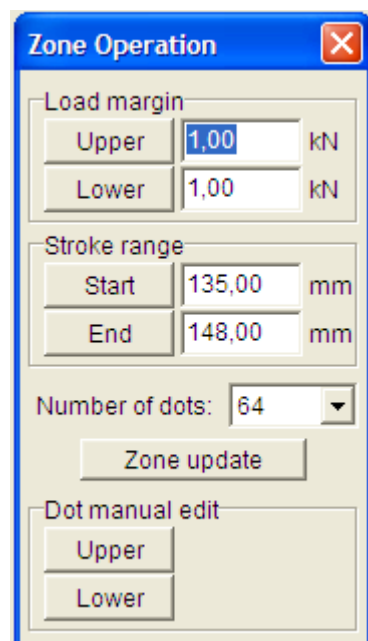 Zone Operation
Load margin
Upper 1,00 kN
Lower 1,00 kN
Stroke range
Start 135,00 mm
End 148,00 mm
Number of dots: 64
Zone update
Dot manual edit
Upper
Lower